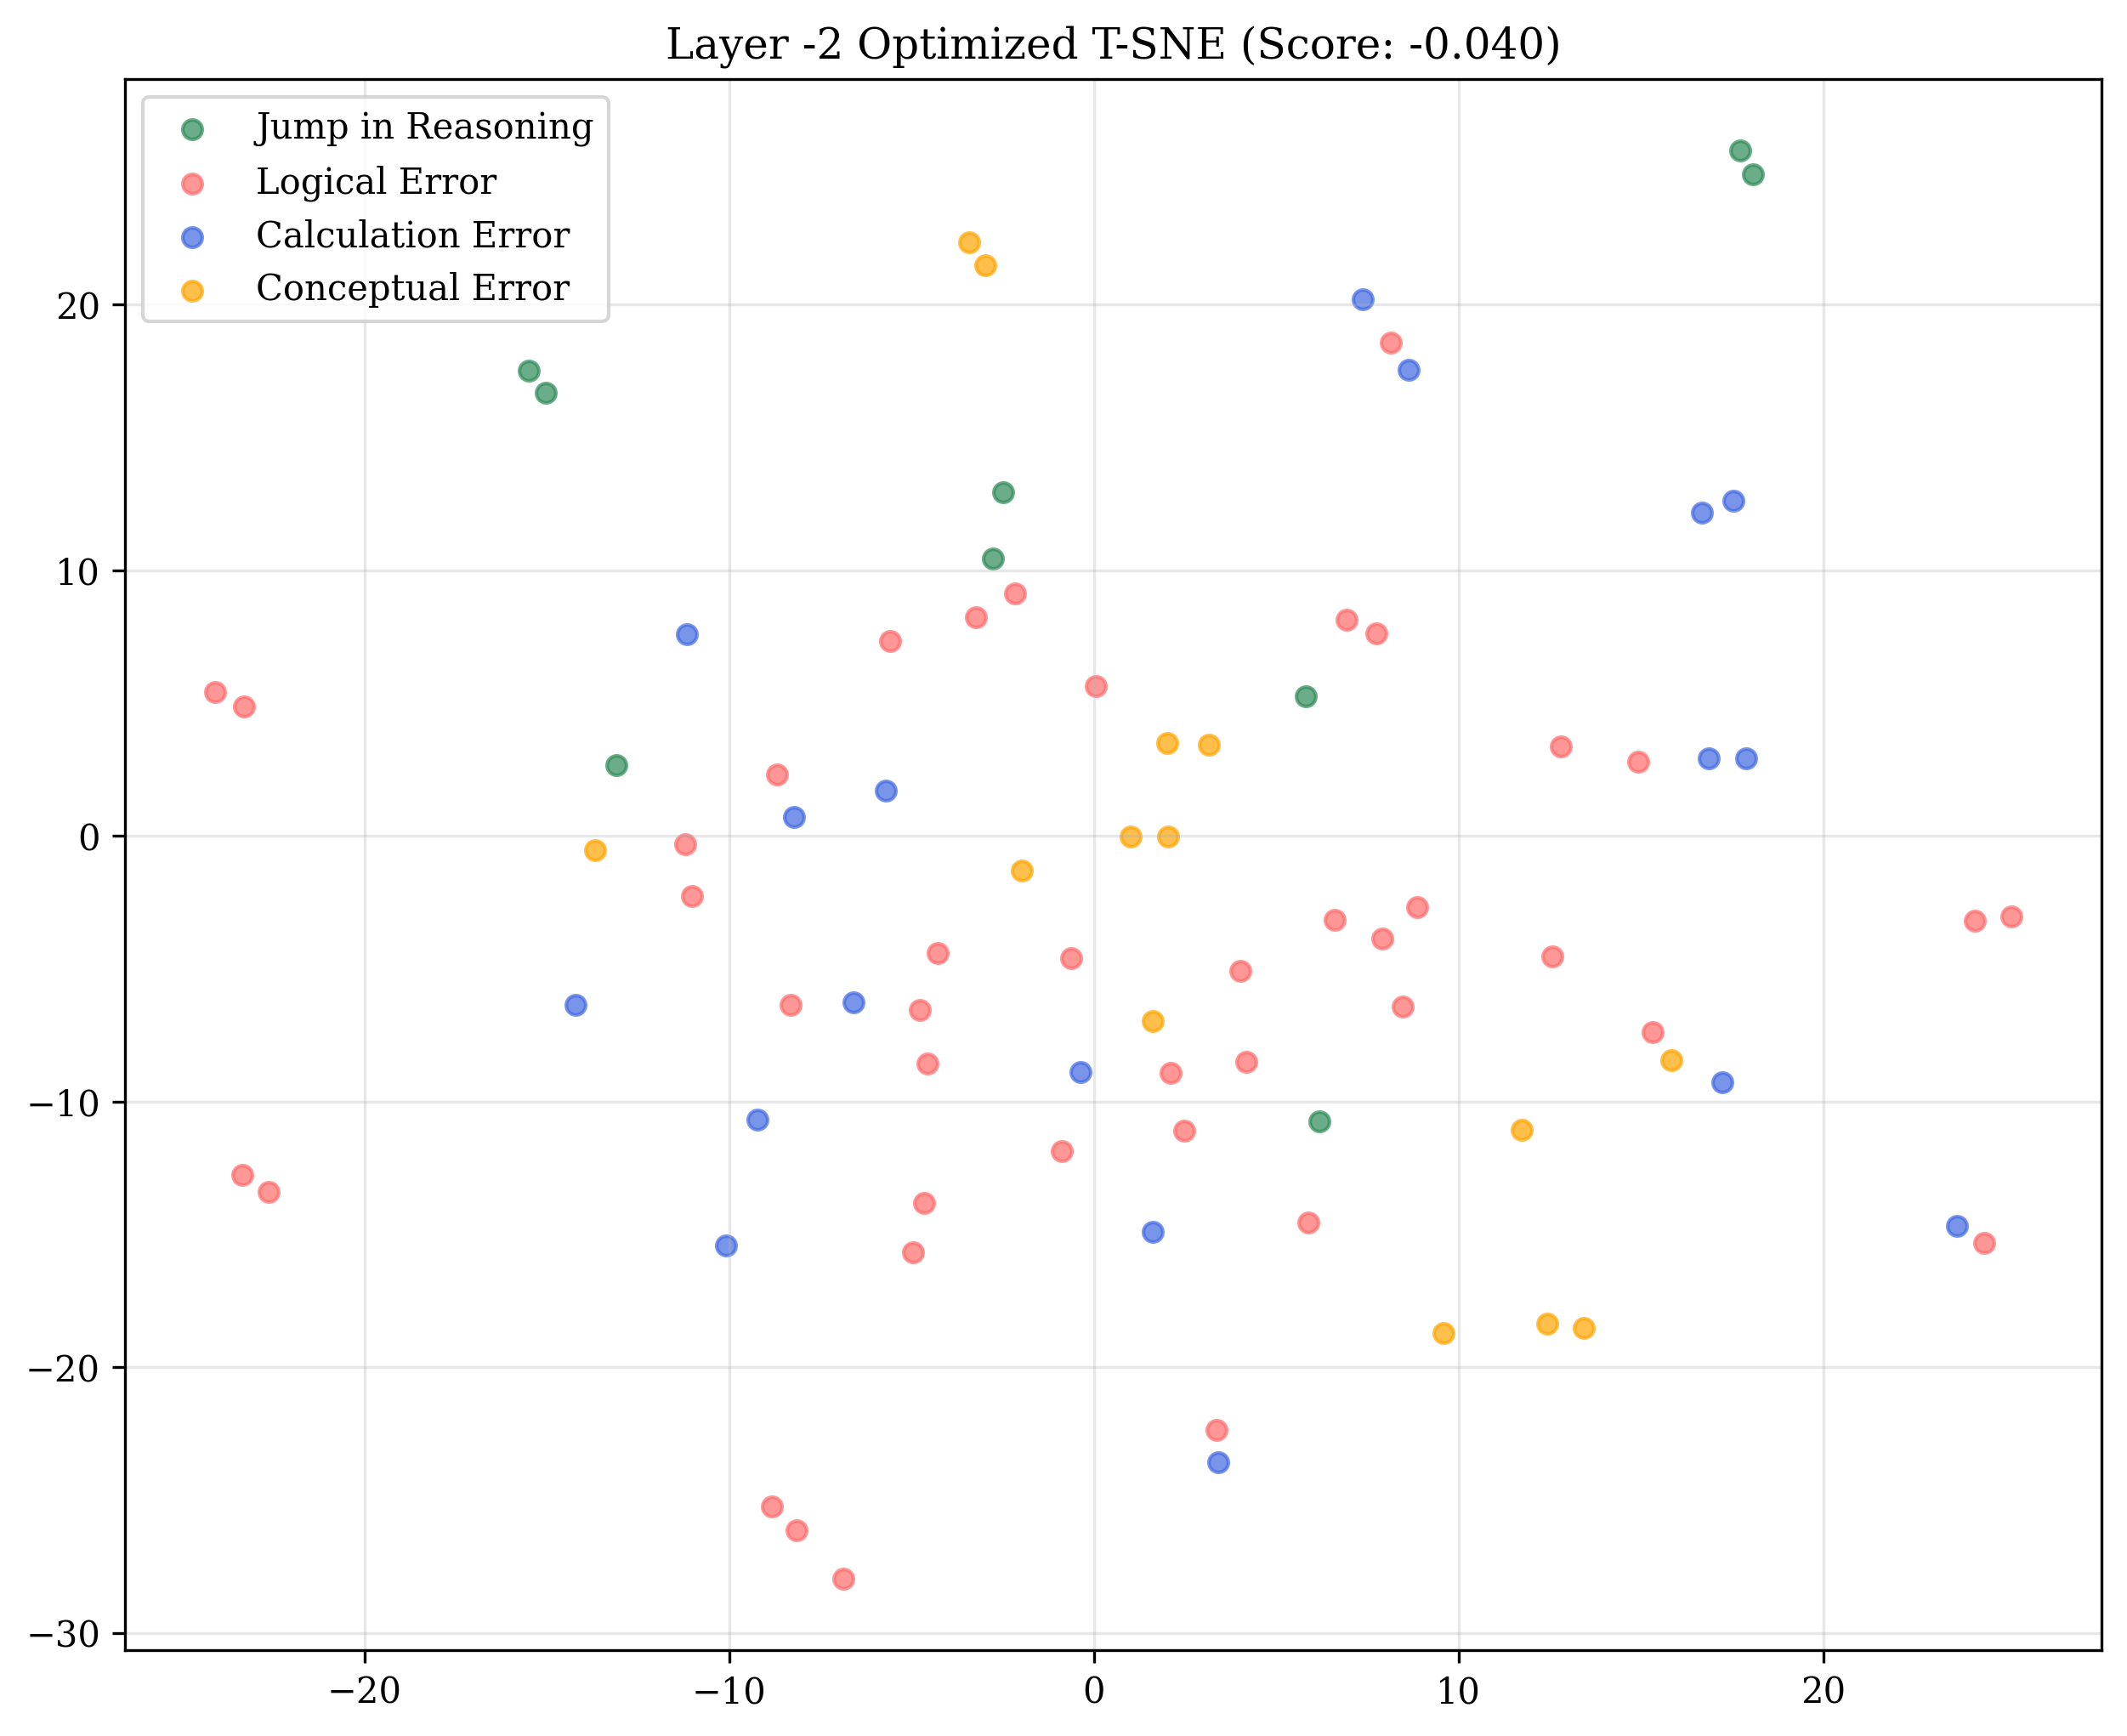 Layer -2 Optimized T-SNE (Score: -0.040)
Jump in Reasoning
Logical Error
Calculation Error
Conceptual Error
20
10
0
−10
−20
−30
−20
−10
0
10
20